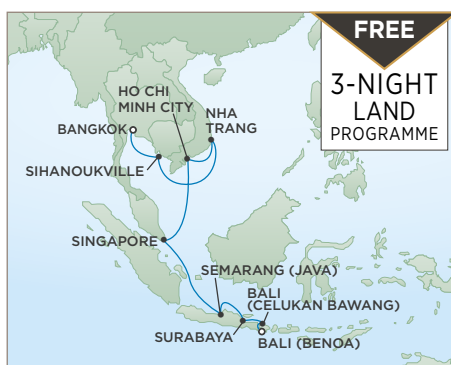 FREE
3-NIGHT
LAND
PROGRAMME
HO CHI
MINH CITY
NHA
TRANG
BANGKOK
SIHANOUKVILLE
SINGAPORE
SEMARANG (JAVA)
BALI
(CELUKAN BAWANG)
SURABAYA
BALI (BENOA)